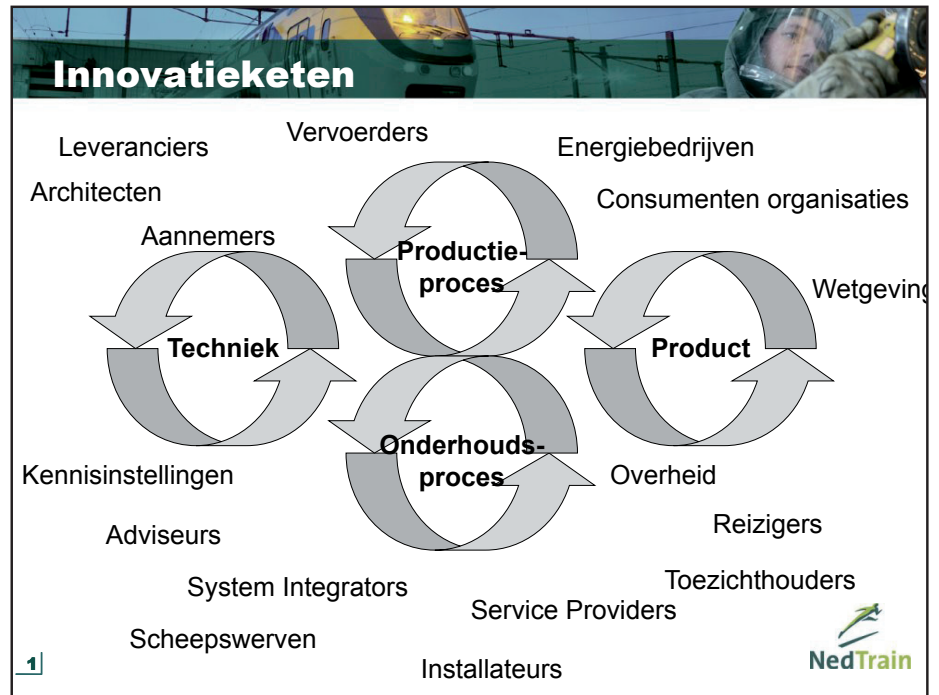 Innovatieketen
Vervoerders
Leveranciers
Energiebedrijven
Architecten
Consumenten organisaties
Aannemers
Productie-
proces
Wetgeving
Techniek
Product
Onderhouds-
proces
Kennisinstellingen
Overheid
Reizigers
Adviseurs
Toezichthouders
System Integrators
Service Providers
Scheepswerven
Installateurs
1
NedTrain